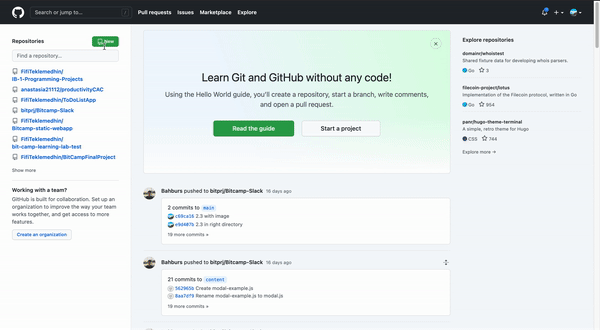 Search or jump to...
/
Pull requests
Issues
Marketplace
Explore
Repositories
New
Find a repository...
FifiTeklemedhin/
IB-1-Programming-Projects
anastasia21112/productivityCAC
FifiTeklemedhin/ToDoListApp
bitprj/Bitcamp-Slack
FifiTeklemedhin/
Bitcamp-static-webapp
FifiTeklemedhin/
bit-camp-learning-lab-test
FifiTeklemedhin/BitCampFinalProject
Show more
Working with a team?
GitHub is built for collaboration. Set up an
organization to improve the way your team
works together, and get access to more
features.
Create an organization
Learn Git and GitHub without any code!
Using the Hello World guide, you'll create a repository, start a branch, write comments,
and open a pull request.
Read the guide
Start a project
Bahburs pushed to bitprj/Bitcamp-Slack 16 days ago
2 commits to main
c69ca16 2.3 with image
e9d407b 2.3 in right directory
19 more commits »
Bahburs pushed to bitprj/Bitcamp-Slack 16 days ago
21 commits to content
562965b Create modal-example.js
8aa7df9 Rename modal-example.js to modal.js
19 more commits »
Explore repositories
domainr/whoistest
Shared fixture data for developing whois parsers.
Go 3
filecoin-project/lotus
Implementation of the Filecoin protocol, written in Go
Go 954
panr/hugo-theme-terminal
A simple, retro theme for Hugo
CSS 744
Explore more →